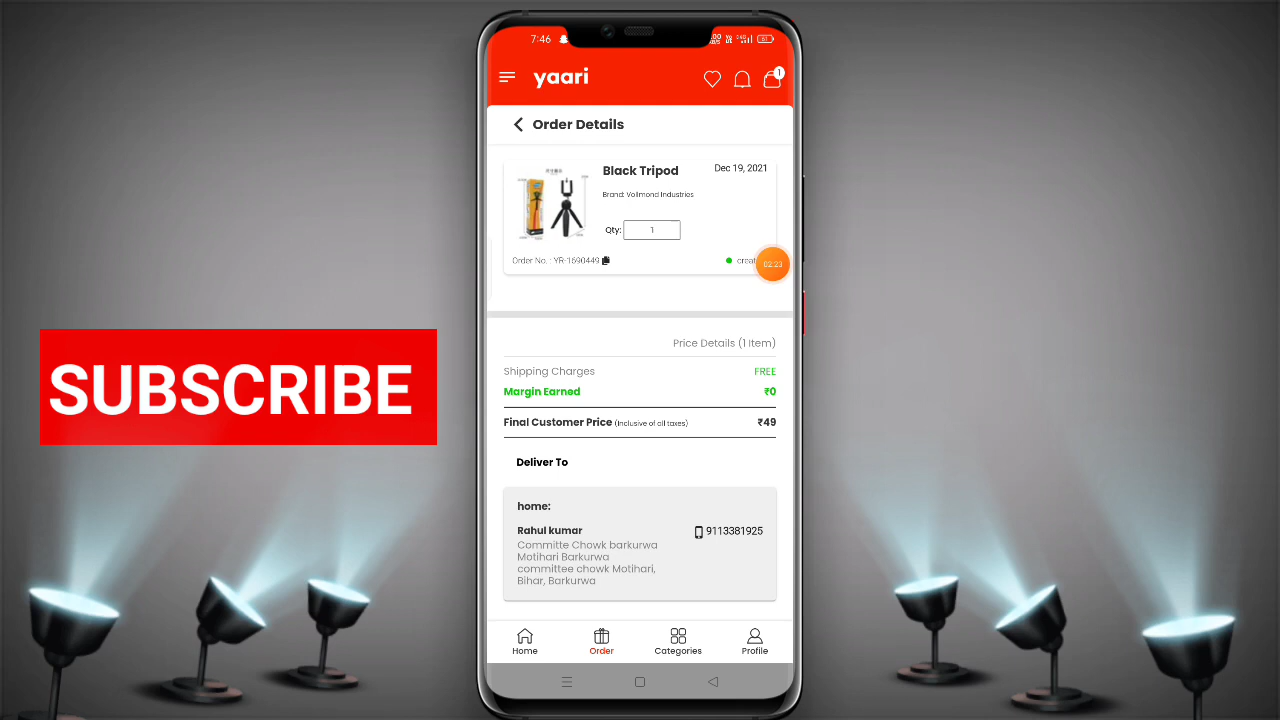 7:46
61
yaari
1
Order Details
Black Tripod
Dec 19, 2021
Brand: Vollmond Industries
Qty: 1
Order No. : YR-1690449
02:23
Price Details (1 Item)
Shipping Charges FREE
Margin Earned ₹0
Final Customer Price (Inclusive of all taxes) ₹49
Deliver To
home:
Rahul kumar 9113381925
Committe Chowk barkurwa
Motihari Barkurwa
committee chowk Motihari,
Bihar, Barkurwa
Home Order Categories Profile
SUBSCRIBE